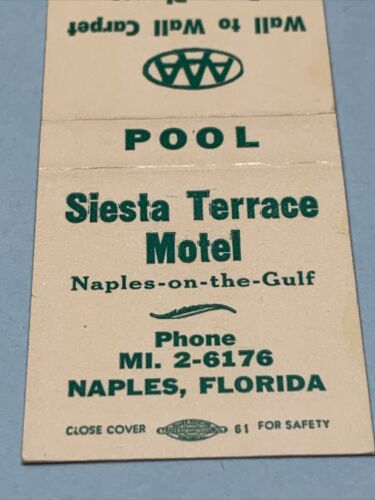 Wall to Wall Carpet
AAA
POOL
Siesta Terrace
Motel
Naples-on-the-Gulf
Phone
MI. 2-6176
NAPLES, FLORIDA
CLOSE COVER 61 FOR SAFETY